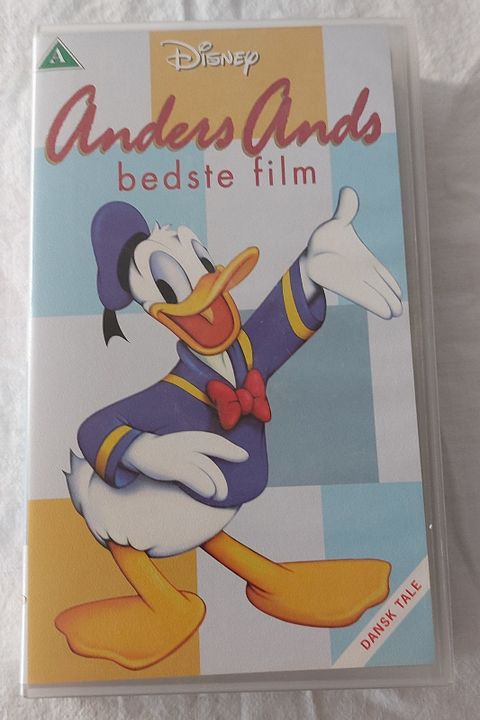 A
Disney
Anders Ands
bedste film
DANSK TALE